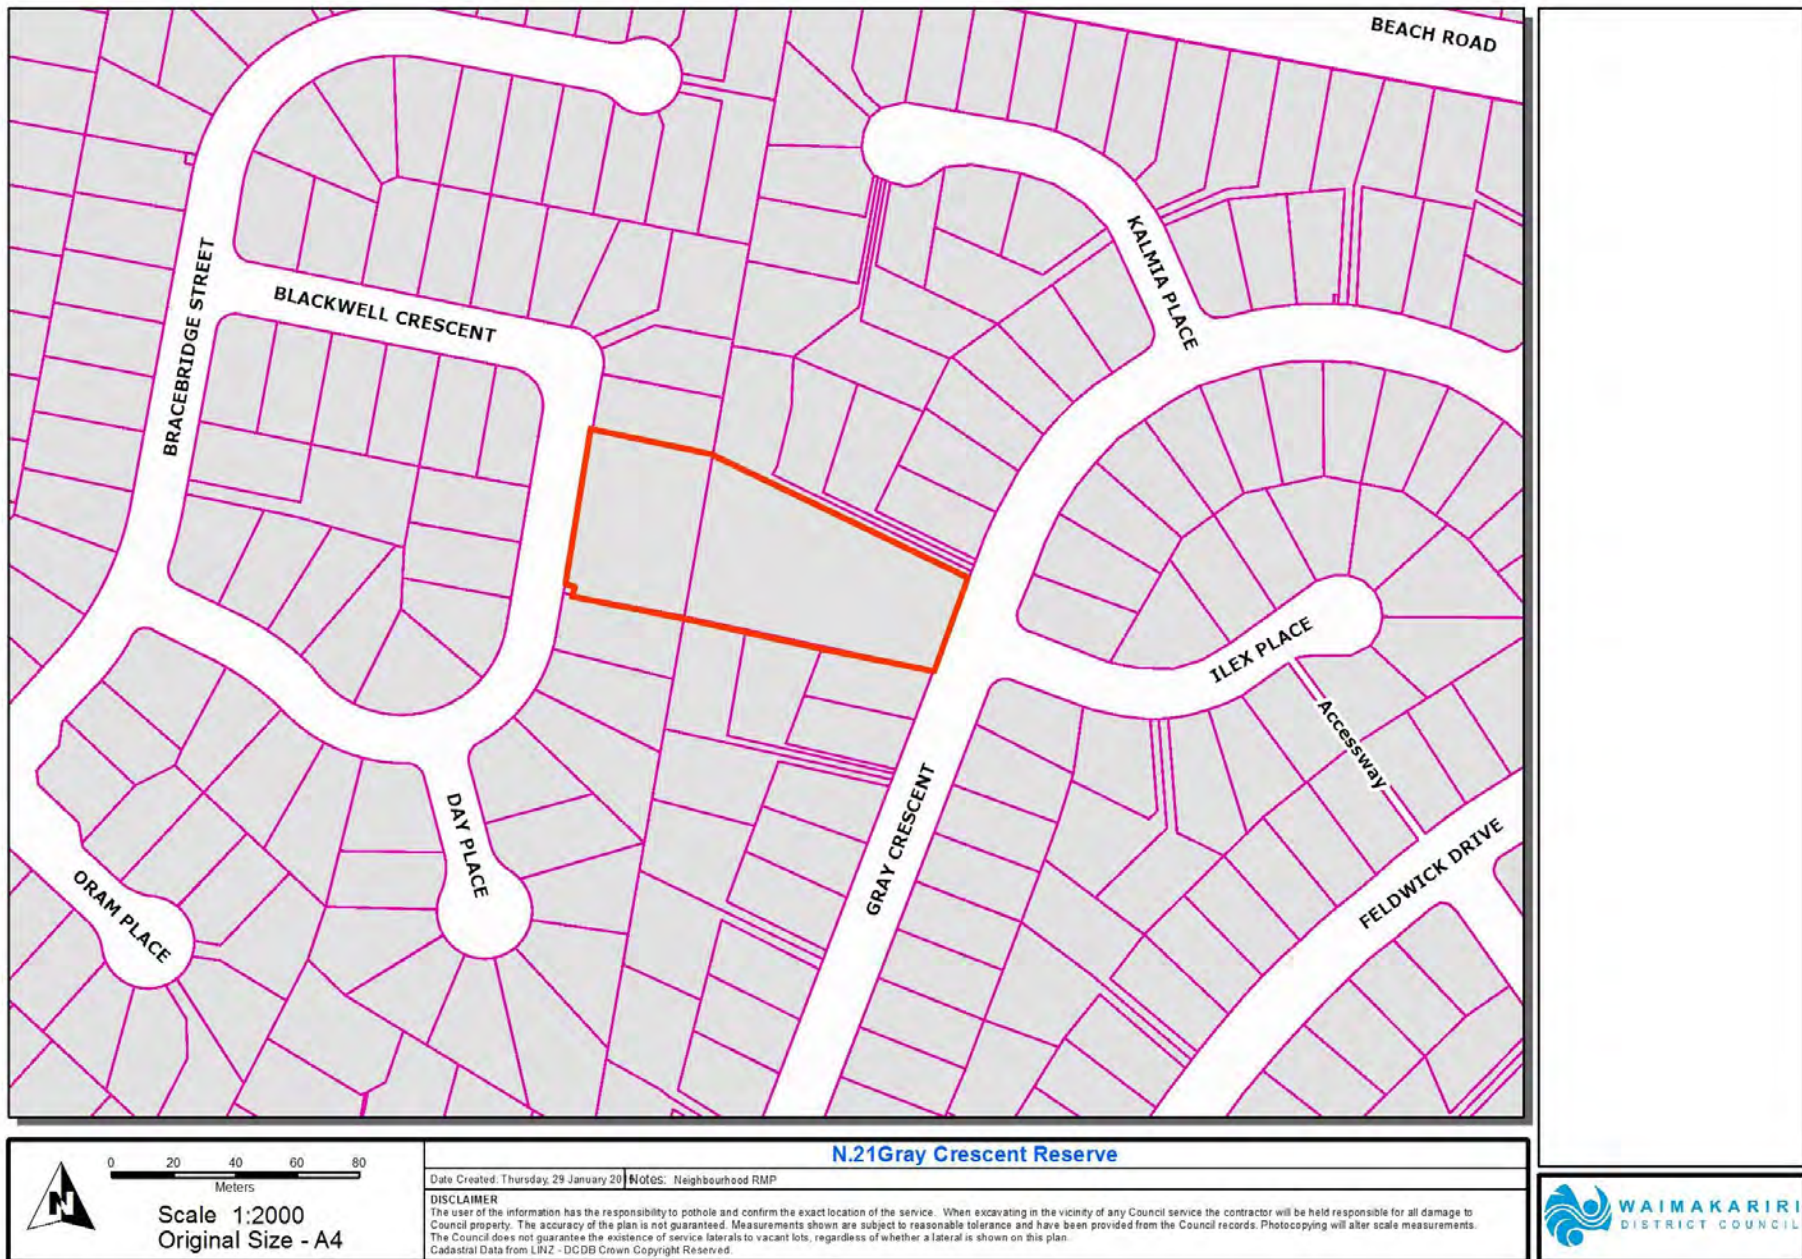 BEACH ROAD
KALMIA PLACE
BRACEBRIDGE STREET
BLACKWELL CRESCENT
ILEX PLACE
Accessway
DAY PLACE
GRAY CRESCENT
FELDWICK DRIVE
ORAM PLACE
N
0 20 40 60 80
Meters
Scale 1:2000
Original Size - A4
N.21Gray Crescent Reserve
Date Created: Thursday, 29 January Notes: Neighbourhood RMP
DISCLAIMER
The user of the information has the responsibility to pothole and confirm the exact location of the service. When excavating in the vicinity of any Council service the contractor will be held responsible for all damage to
Council property. The accuracy of the plan is not guaranteed. Measurements shown are subject to reasonable tolerance and have been provided from the Council records. Photocopying will alter scale measurements.
The Council does not guarantee the existence of service laterals to vacant lots, regardless of whether a lateral is shown on this plan.
Cadastral Data from LINZ - DCDB Crown Copyright Reserved.
WAIMAKARIRI
DISTRICT COUNCIL